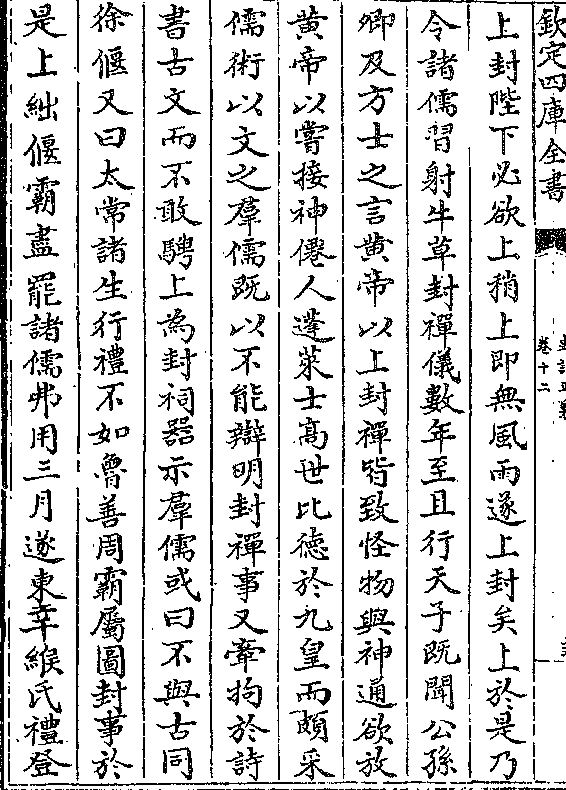 欽定四庫全書
卷十二
上封陛下必欲上稍上即無風雨遂上封矣上於是乃
令諸儒習射牛草封禪儀數年至且行天子既聞公孫
卿及方士之言黄帝以上封禪皆致怪物與神通欲放
黄帝以嘗接神僊人蓬萊士高世比德於九皇而頗采
儒術以文之羣儒既以不能辯明封禪事又牽拘於詩
書古文而不敢騁上為封祠器示羣儒或曰不與古同
徐偃又曰太常諸生行禮不如魯善周霸屬圖封事於
是上絀偃霸盡罷諸儒弗用三月遂東幸緱氏禮登